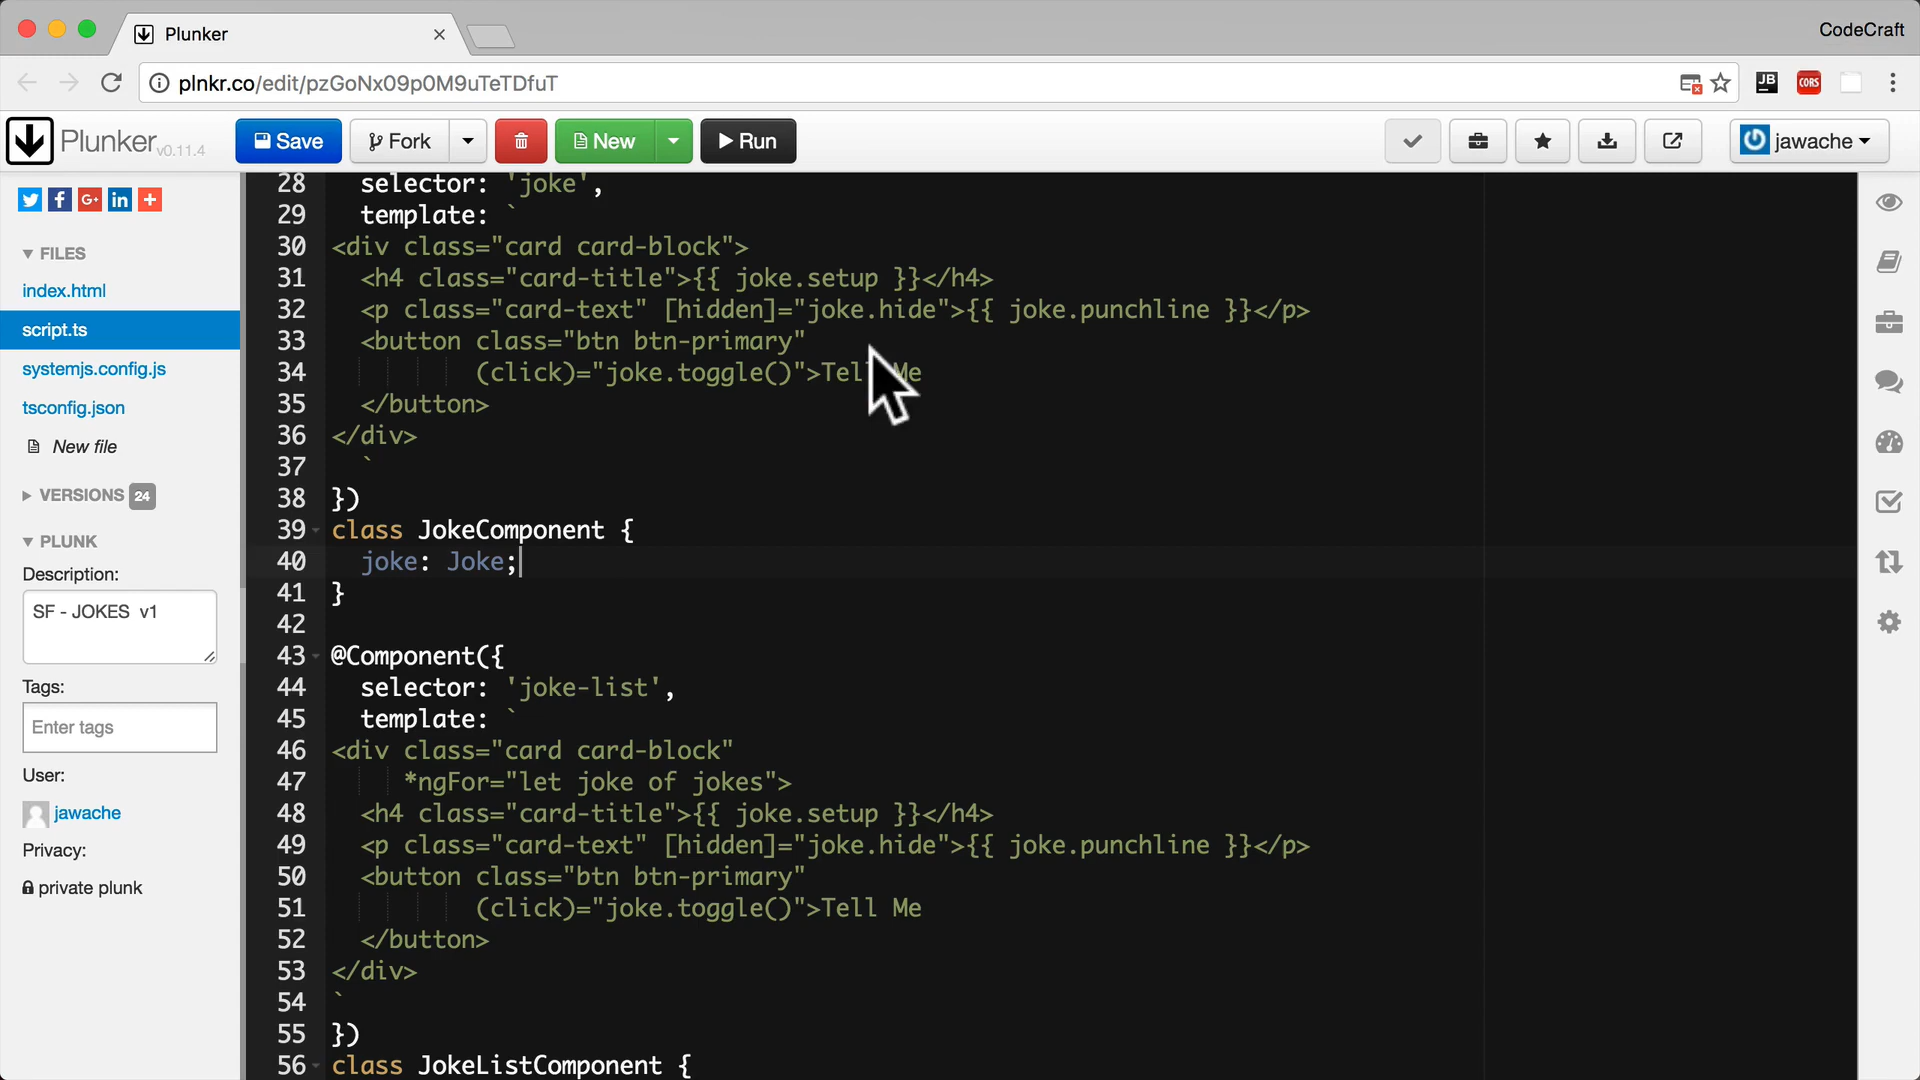 Plunker
CodeCraft
plnkr.co/edit/pzGoNx09p0M9uTeTDfuT
JB
CORS
Plunker v0.11.4
Save
Fork
New
Run
jawache
FILES
index.html
script.ts
systemjs.config.js
tsconfig.json
New file
VERSIONS 24
PLUNK
Description:
SF - JOKES v1
Tags:
Enter tags
User:
jawache
Privacy:
private plunk
28   selector: 'joke',
29   template: `
30 <div class="card card-block">
31   <h4 class="card-title">{{ joke.setup }}</h4>
32   <p class="card-text" [hidden]="joke.hide">{{ joke.punchline }}</p>
33   <button class="btn btn-primary"
34           (click)="joke.toggle()">Tell Me
35   </button>
36 </div>
37   `
38 })
39 class JokeComponent {
40   joke: Joke;
41 }
42
43 @Component({
44   selector: 'joke-list',
45   template: `
46 <div class="card card-block"
47      *ngFor="let joke of jokes">
48   <h4 class="card-title">{{ joke.setup }}</h4>
49   <p class="card-text" [hidden]="joke.hide">{{ joke.punchline }}</p>
50   <button class="btn btn-primary"
51           (click)="joke.toggle()">Tell Me
52   </button>
53 </div>
54 `
55 })
56 class JokeListComponent {